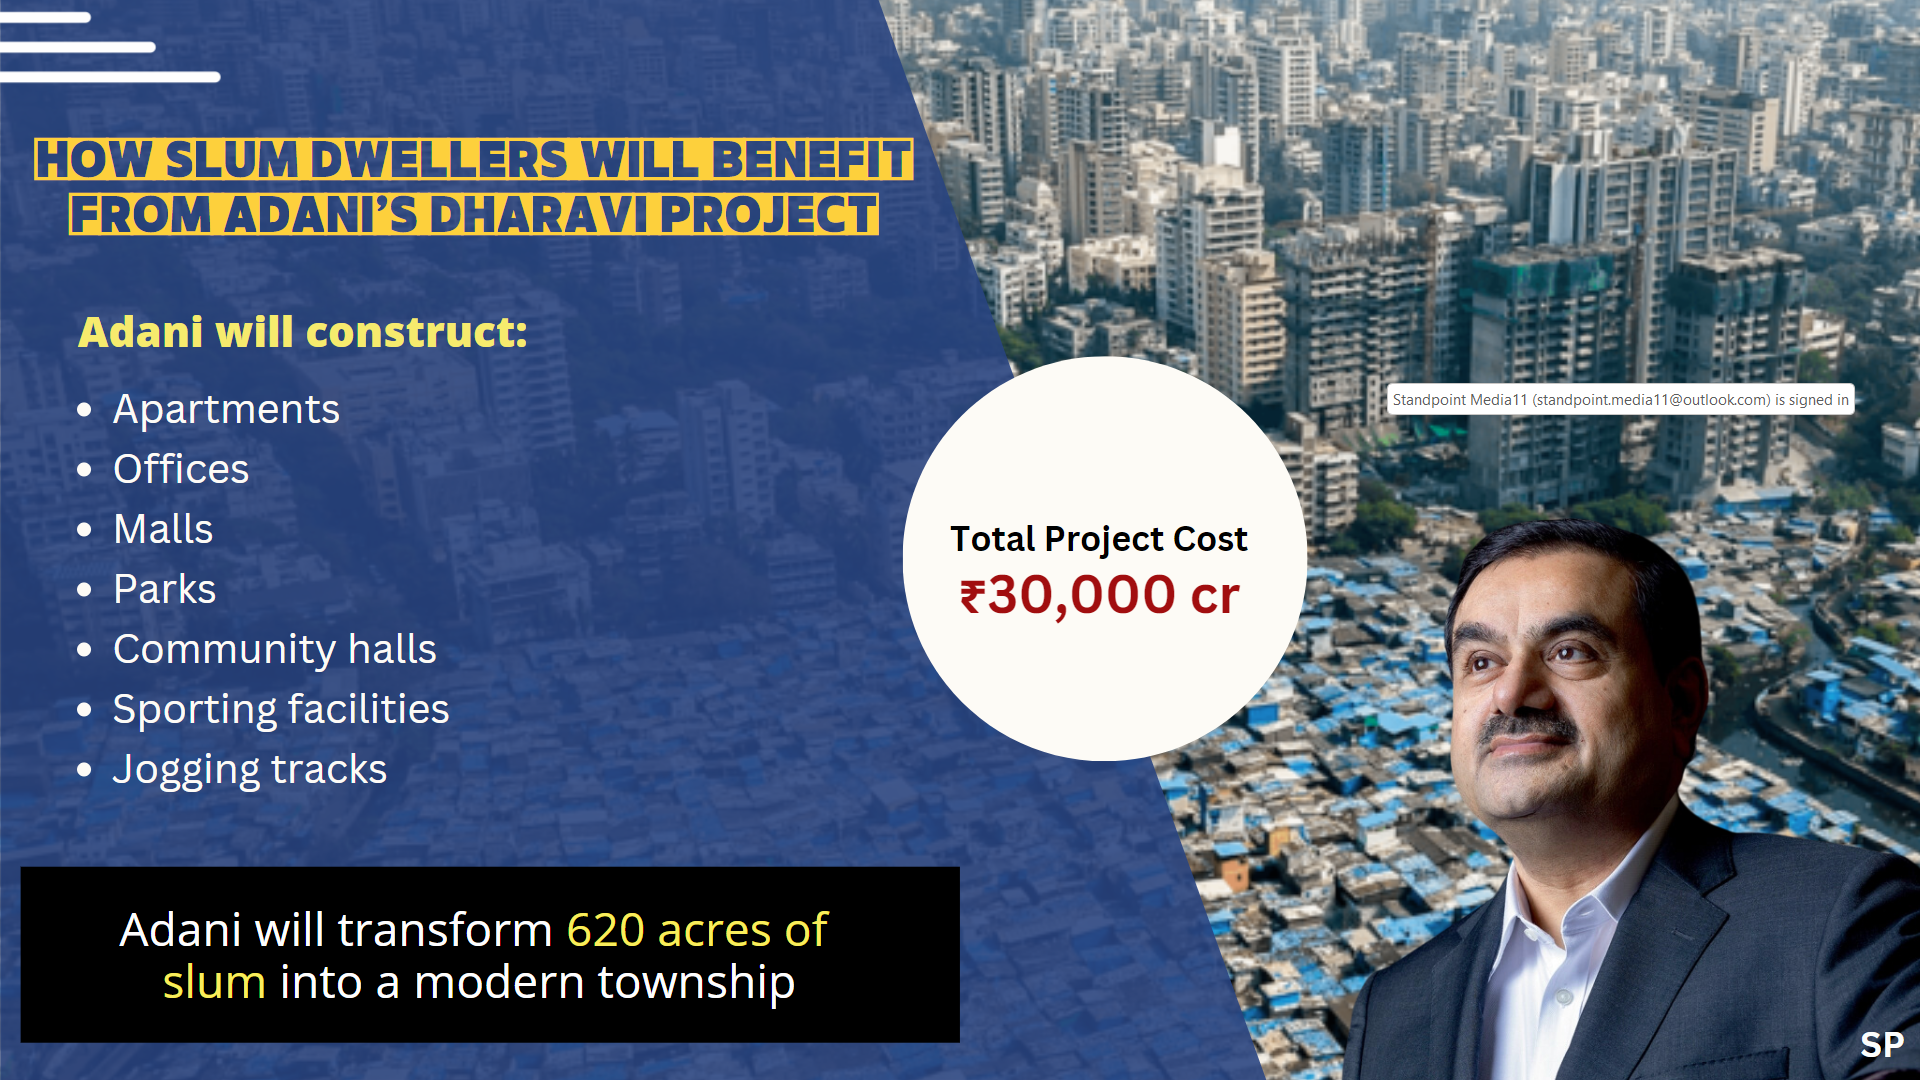 HOW SLUM DWELLERS WILL BENEFIT
FROM ADANI’S DHARAVI PROJECT
Adani will construct:
• Apartments
• Offices
• Malls
• Parks
• Community halls
• Sporting facilities
• Jogging tracks
Adani will transform 620 acres of
slum into a modern township
Total Project Cost
₹30,000 cr
Standpoint Media11 (standpoint.media11@outlook.com) is signed in
SP